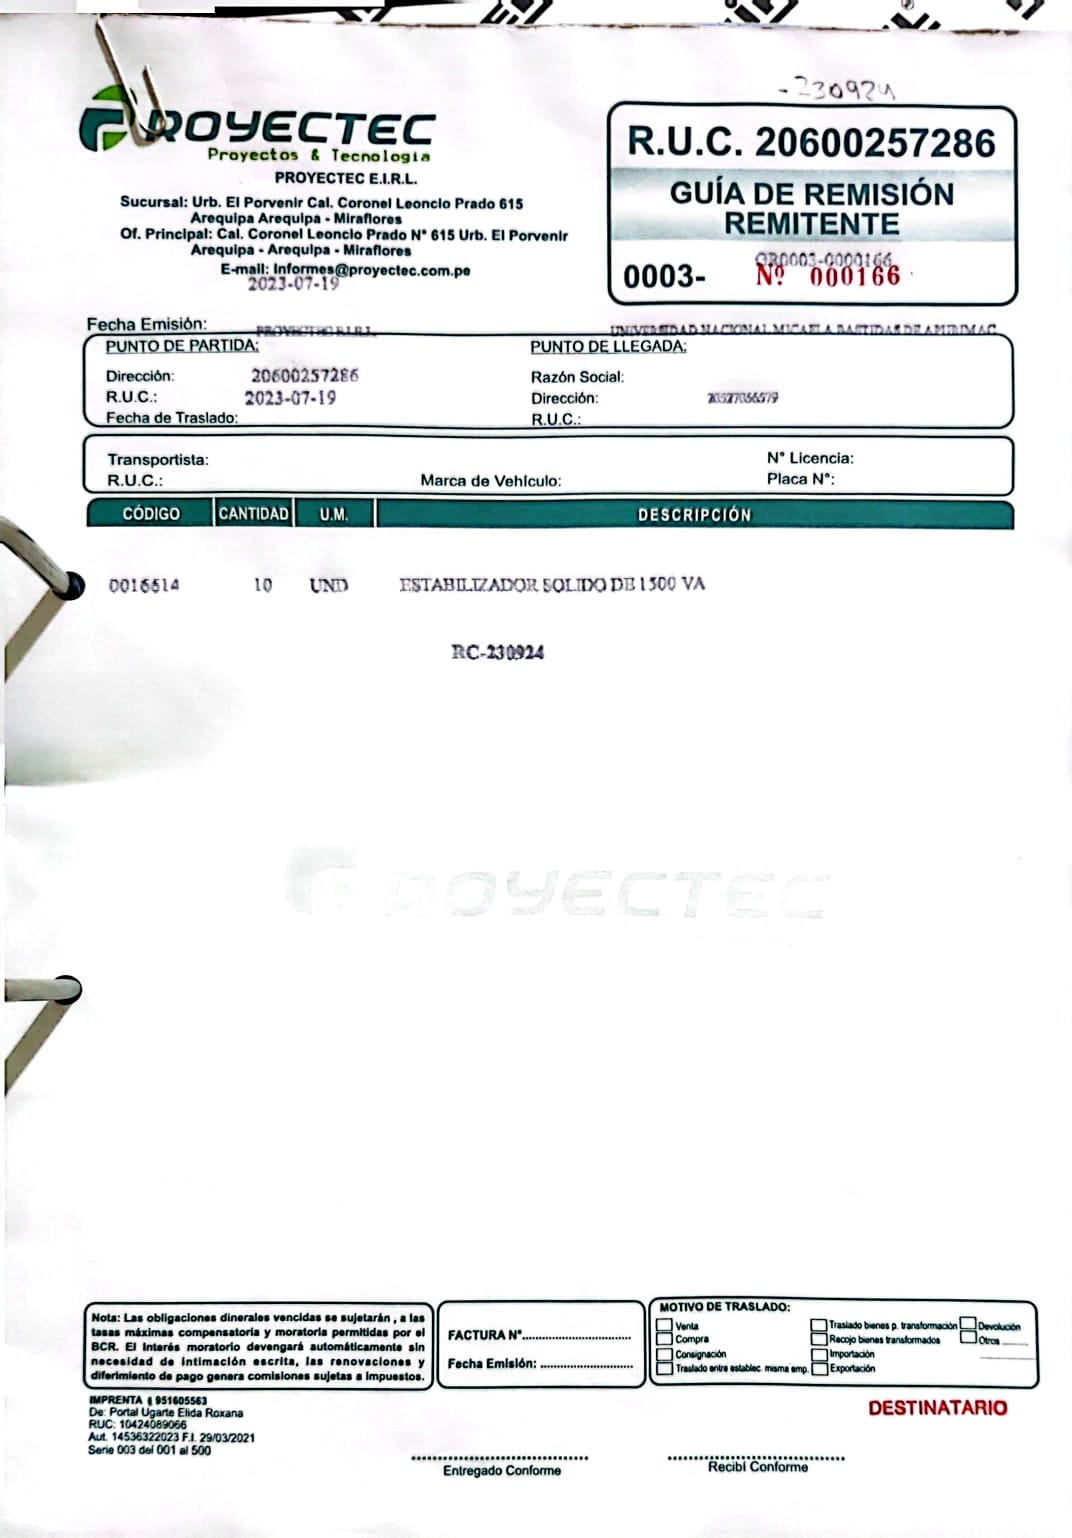 -230924
PROYECTEC
Proyectos & Tecnología
PROYECTEC E.I.R.L.
Sucursal: Urb. El Porvenir Cal. Coronel Leoncio Prado 615
Arequipa Arequipa - Miraflores
Of. Principal: Cal. Coronel Leoncio Prado N° 615 Urb. El Porvenir
Arequipa - Arequipa - Miraflores
E-mail: Informes@proyectec.com.pe
2023-07-19
R.U.C. 20600257286
GUÍA DE REMISIÓN
REMITENTE
GR0003-0000166
0003- Nº 000166
Fecha Emisión:
PROYECTEC E.I.R.L.
UNIVERSIDAD NACIONAL MICAELA BASTIDAS DE APURIMAC
PUNTO DE PARTIDA:
Dirección: 20600257286
R.U.C.: 2023-07-19
Fecha de Traslado:
PUNTO DE LLEGADA:
Razón Social:
Dirección: 20527056579
R.U.C.:
Transportista:
R.U.C.:
Marca de Vehículo:
N° Licencia:
Placa N°:
CÓDIGO CANTIDAD U.M. DESCRIPCIÓN
0016614 10 UND ESTABILIZADOR SOLIDO DE 1500 VA
RC-230924
PROYECTEC
Nota: Las obligaciones dinerales vencidas se sujetarán , a las
tasas máximas compensatoria y moratoria permitidas por el
BCR. El Interés moratorio devengará automáticamente sin
necesidad de intimación escrita, las renovaciones y
diferimiento de pago genera comisiones sujetas a Impuestos.
FACTURA N°..............................
Fecha Emisión: ..........................
MOTIVO DE TRASLADO:
Venta
Compra
Consignación
Traslado entre establec. misma emp.
Traslado bienes p. transformación
Recojo bienes transformados
Importación
Exportación
Devolución
Otros
IMPRENTA ( 951605563
De: Portal Ugarte Elida Roxana
RUC: 10424089066
Aut. 14536322023 F.I. 29/03/2021
Serie 003 del 001 al 500
DESTINATARIO
Entregado Conforme
Recibí Conforme